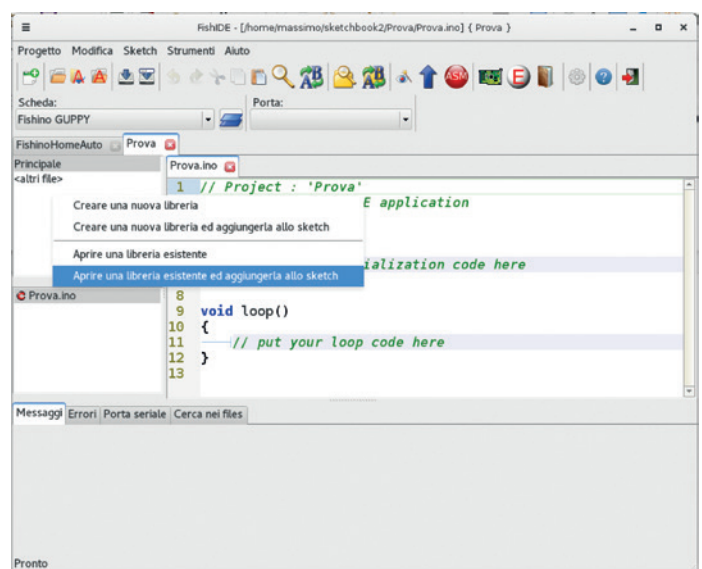 FishIDE - [/home/massimo/sketchbook2/Prova/Prova.ino] { Prova }
Progetto Modifica Sketch Strumenti Aiuto
A B
A B
ASM
E
?
Scheda: Porta:
Fishino GUPPY
FishinoHomeAuto Prova
Principale Prova.ino
<altri file>
1 // Project : 'Prova'
E application
Creare una nuova libreria
Creare una nuova libreria ed aggiungerla allo sketch
Aprire una libreria esistente
Aprire una libreria esistente ed aggiungerla allo sketch
ialization code here
Prova.ino
8
9 void loop()
10 {
11 // put your loop code here
12 }
13
Messaggi Errori Porta seriale Cerca nei files
Pronto